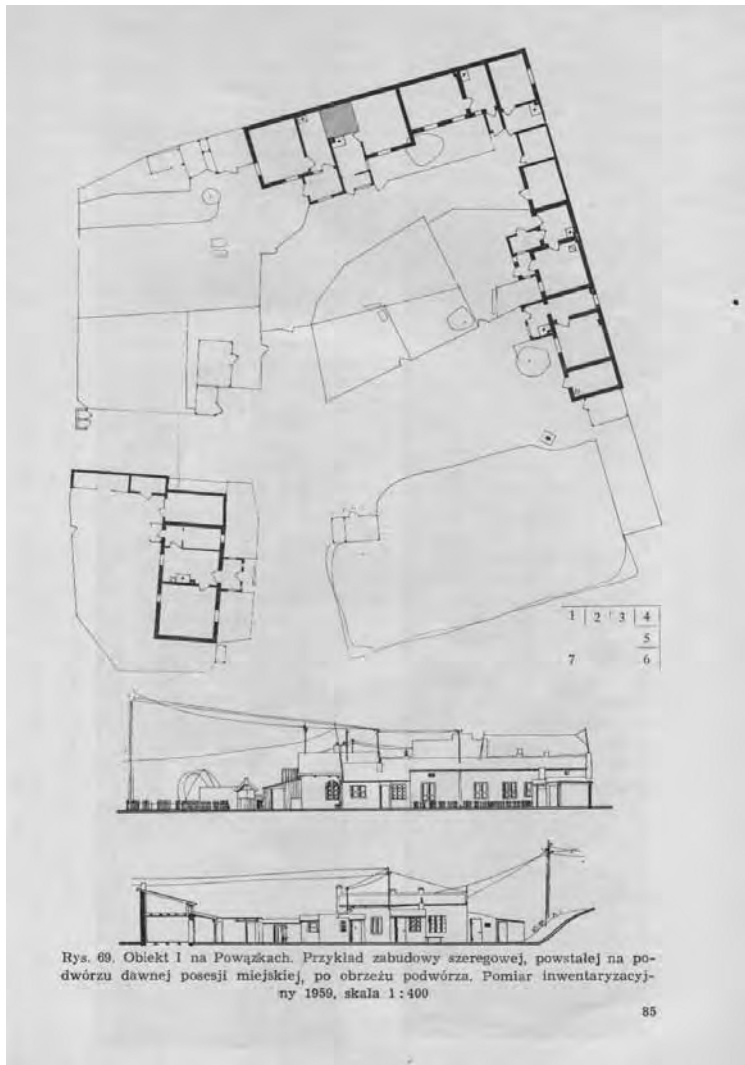 1 2 3 4
5
7 6
Rys. 69. Obiekt I na Powązkach. Przykład zabudowy szeregowej, powstałej na po-
dwórzu dawnej posesji miejskiej, po obrzeżu podwórza. Pomiar inwentaryzacyj-
ny 1959, skala 1 : 400
85